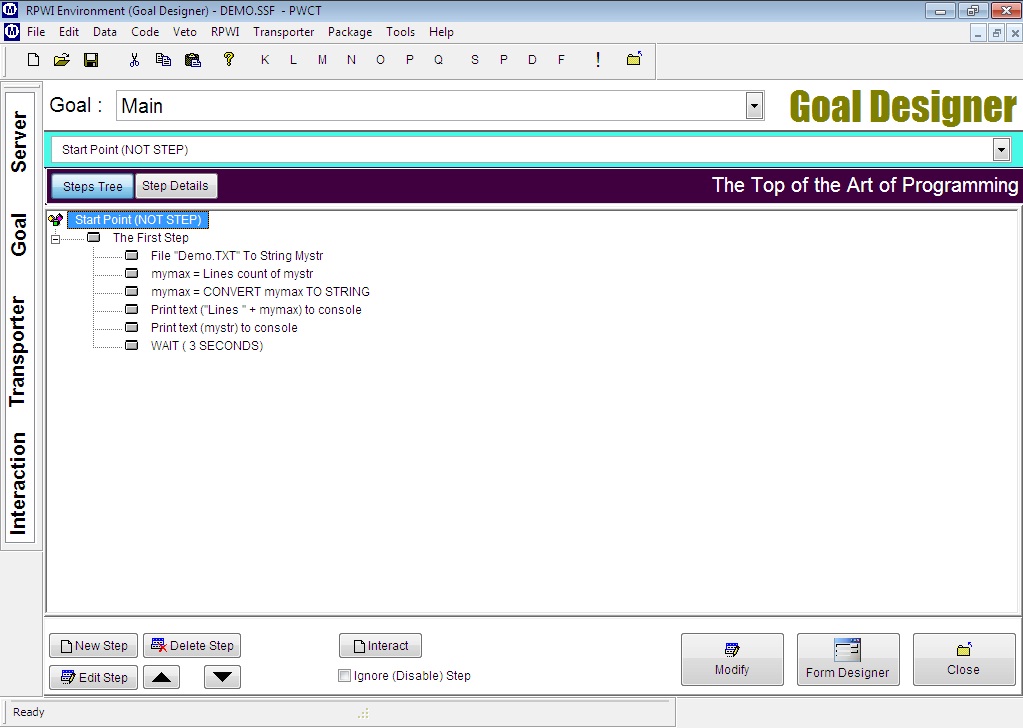 RPWI Environment (Goal Designer) - DEMO.SSF - PWCT
File Edit Data Code Veto RPWI Transporter Package Tools Help
? K L M N O P Q S P D F !
Goal : Main
Goal Designer
Start Point (NOT STEP)
Steps Tree Step Details The Top of the Art of Programming
Start Point (NOT STEP)
The First Step
File "Demo.TXT" To String Mystr
mymax = Lines count of mystr
mymax = CONVERT mymax TO STRING
Print text ("Lines " + mymax) to console
Print text (mystr) to console
WAIT ( 3 SECONDS)
Server
Goal
Transporter
Interaction
New Step Delete Step Interact
Edit Step Ignore (Disable) Step
Modify Form Designer Close
Ready